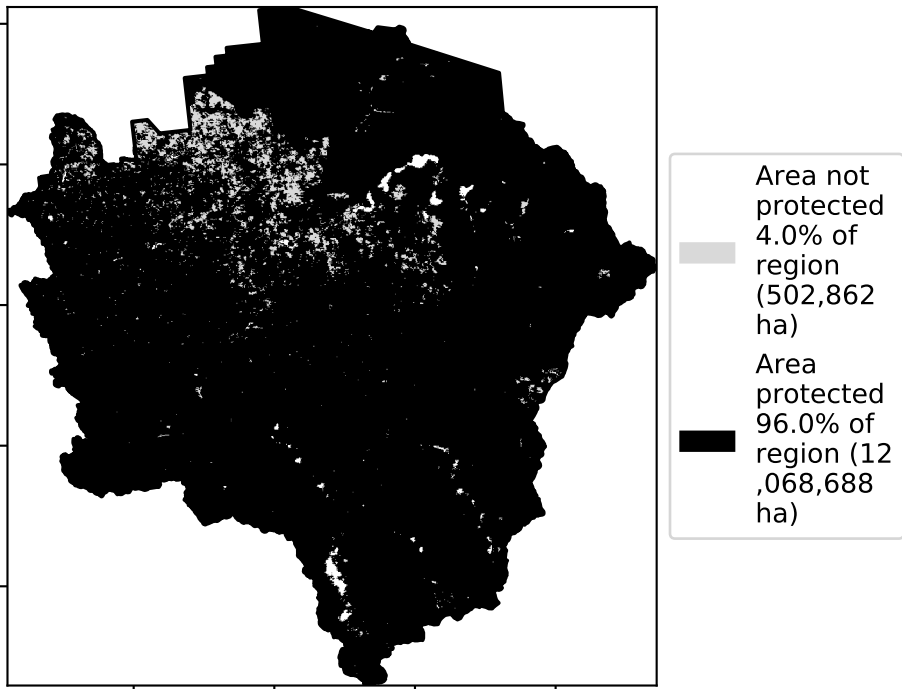 Area not
protected
4.0% of
region
(502,862
ha)
Area
protected
96.0% of
region (12
,068,688
ha)